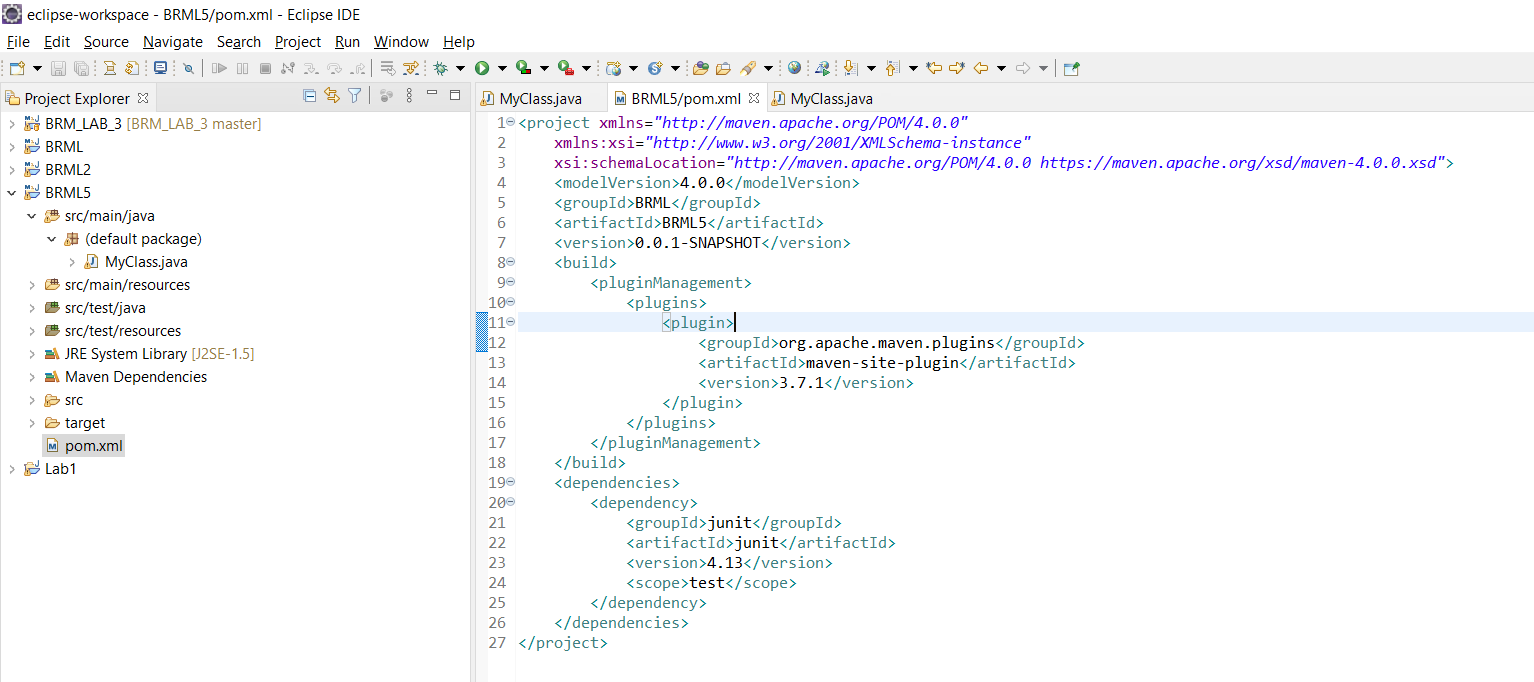 eclipse-workspace - BRML5/pom.xml - Eclipse IDE
File Edit Source Navigate Search Project Run Window Help
Project Explorer
BRM_LAB_3 [BRM_LAB_3 master]
BRML
BRML2
BRML5
src/main/java
(default package)
MyClass.java
src/main/resources
src/test/java
src/test/resources
JRE System Library [J2SE-1.5]
Maven Dependencies
src
target
pom.xml
Lab1
MyClass.java BRML5/pom.xml MyClass.java
1 <project xmlns="http://maven.apache.org/POM/4.0.0"
2 xmlns:xsi="http://www.w3.org/2001/XMLSchema-instance"
3 xsi:schemaLocation="http://maven.apache.org/POM/4.0.0 https://maven.apache.org/xsd/maven-4.0.0.xsd">
4 <modelVersion>4.0.0</modelVersion>
5 <groupId>BRML</groupId>
6 <artifactId>BRML5</artifactId>
7 <version>0.0.1-SNAPSHOT</version>
8 <build>
9 <pluginManagement>
10 <plugins>
11 <plugin>
12 <groupId>org.apache.maven.plugins</groupId>
13 <artifactId>maven-site-plugin</artifactId>
14 <version>3.7.1</version>
15 </plugin>
16 </plugins>
17 </pluginManagement>
18 </build>
19 <dependencies>
20 <dependency>
21 <groupId>junit</groupId>
22 <artifactId>junit</artifactId>
23 <version>4.13</version>
24 <scope>test</scope>
25 </dependency>
26 </dependencies>
27 </project>